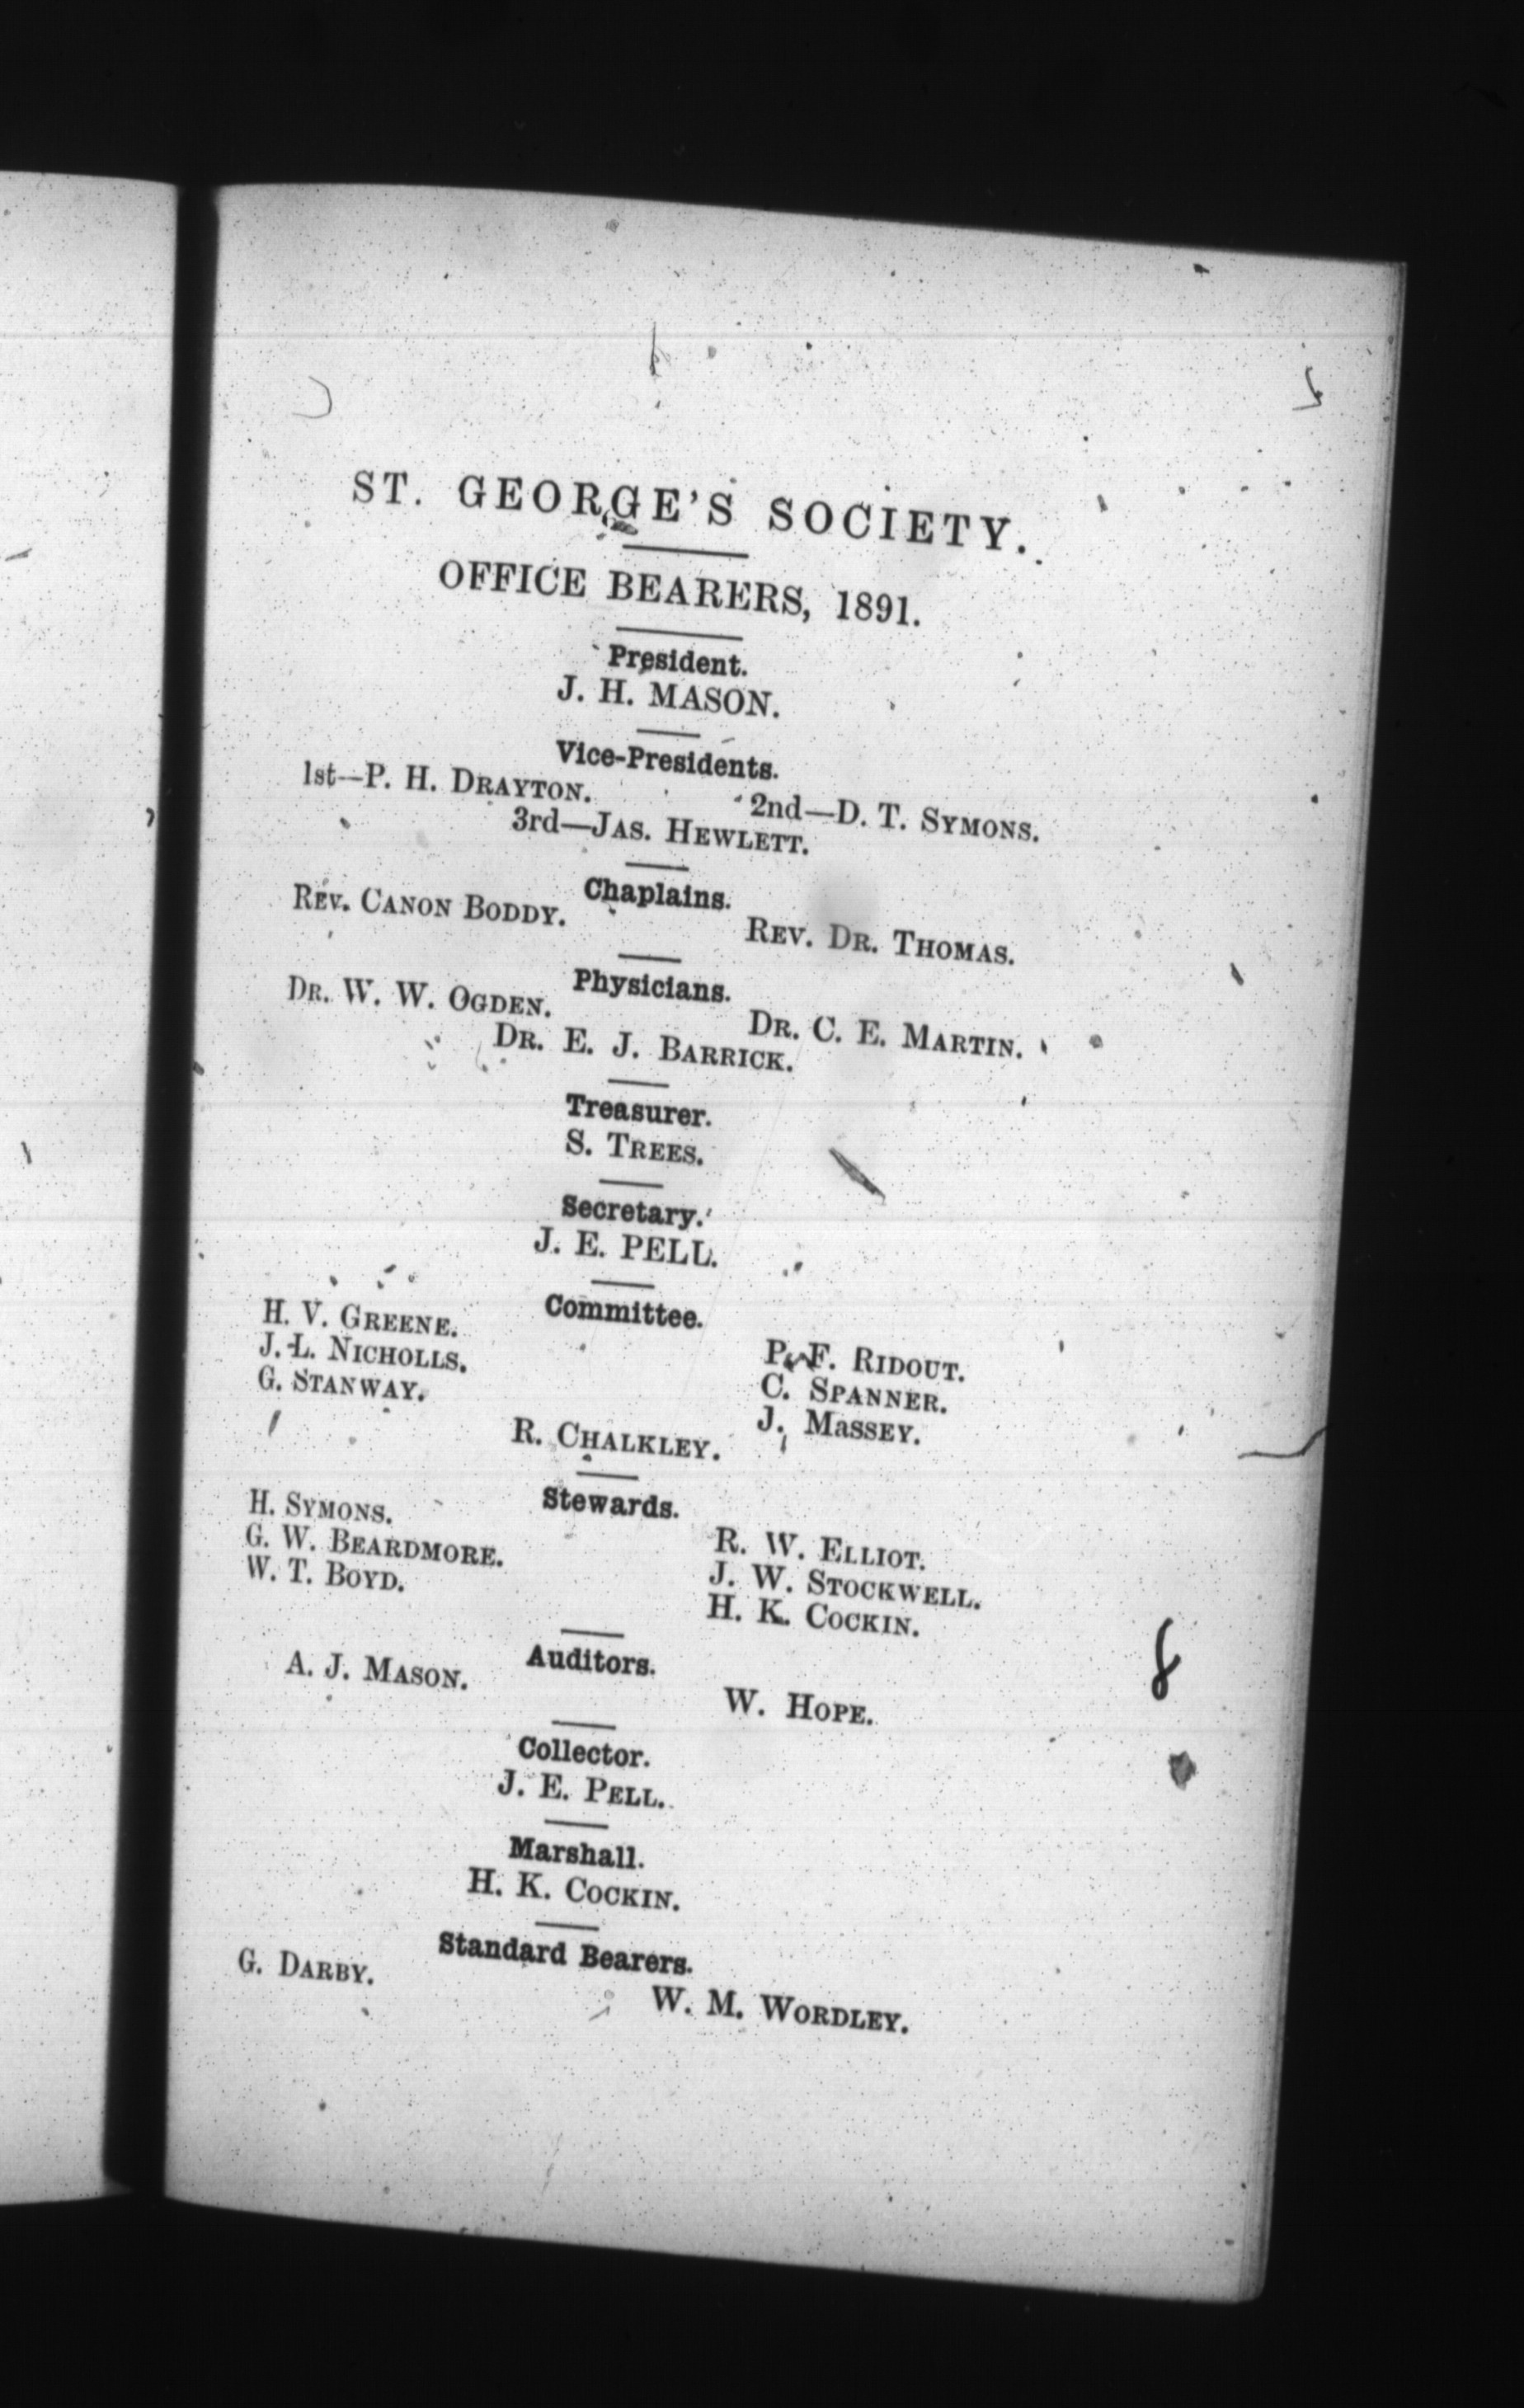 ST. GEORGE'S SOCIETY.
OFFICE BEARERS, 1891.
President.
J. H. MASON.
Vice-Presidents.
1st—P. H. DRAYTON. 2nd—D. T. SYMONS.
3rd—JAS. HEWLETT.
Chaplains.
REV. CANON BODDY. REV. DR. THOMAS.
Physicians.
DR. W. W. OGDEN. DR. C. E. MARTIN.
DR. E. J. BARRICK.
Treasurer.
S. TREES.
Secretary.
J. E. PELL.
Committee.
H. V. GREENE. P. F. RIDOUT.
J. L. NICHOLLS. C. SPANNER.
G. STANWAY. J. MASSEY.
R. CHALKLEY.
Stewards.
H. SYMONS. R. W. ELLIOT.
G. W. BEARDMORE. J. W. STOCKWELL.
W. T. BOYD. H. K. COCKIN.
Auditors.
A. J. MASON. W. HOPE.
Collector.
J. E. PELL.
Marshall.
H. K. COCKIN.
Standard Bearers.
G. DARBY. W. M. WORDLEY.